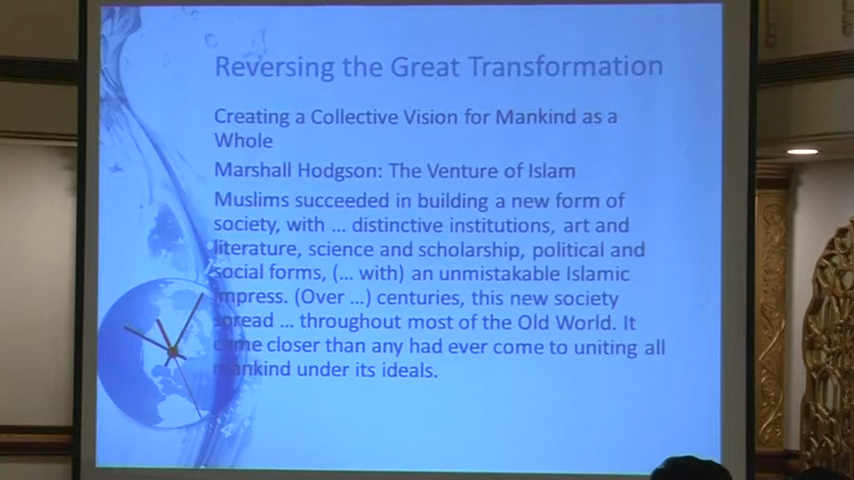 Reversing the Great Transformation
Creating a Collective Vision for Mankind as a
Whole
Marshall Hodgson: The Venture of Islam
Muslims succeeded in building a new form of
society, with ... distinctive institutions, art and
literature, science and scholarship, political and
social forms, (... with) an unmistakable Islamic
impress. (Over ...) centuries, this new society
spread ... throughout most of the Old World. It
came closer than any had ever come to uniting all
mankind under its ideals.